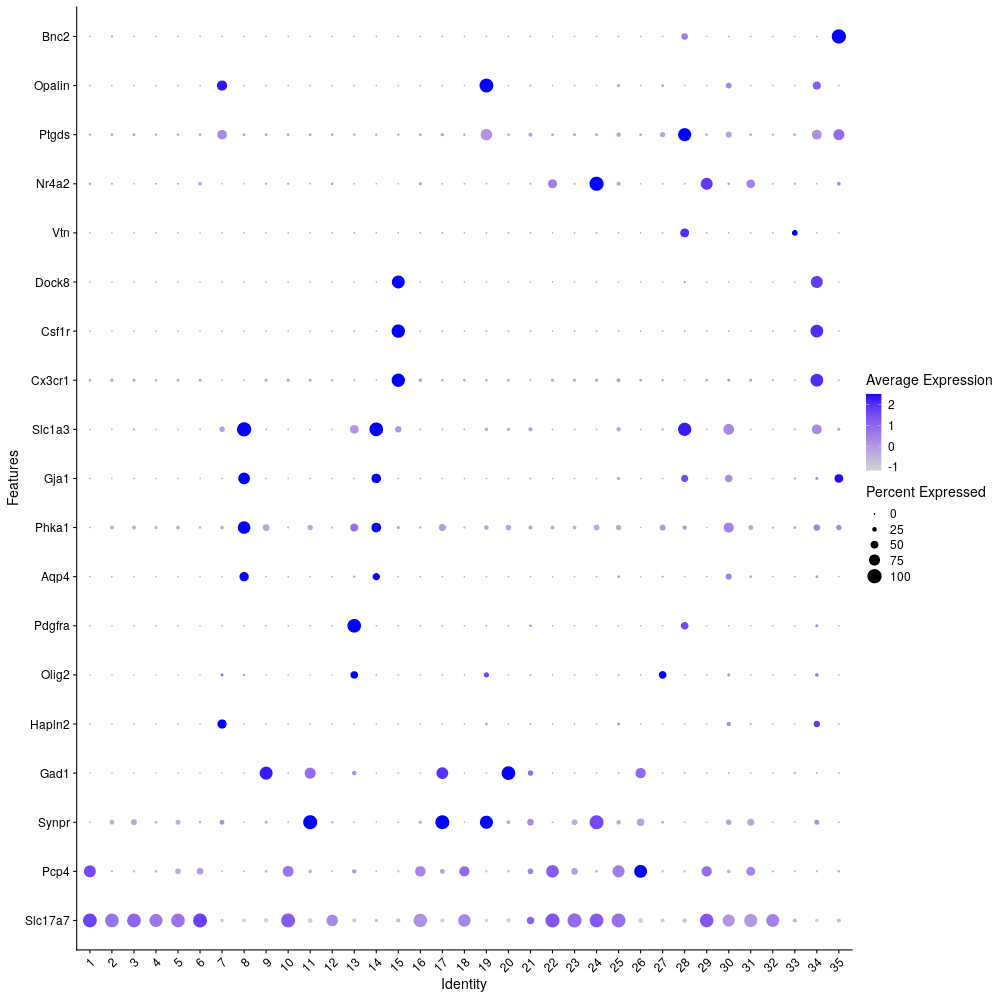 Bnc2
Opalin
Ptgds
Nr4a2
Vtn
Dock8
Csf1r
Cx3cr1
Slc1a3
Gja1
Phka1
Aqp4
Pdgfra
Olig2
Hapln2
Gad1
Synpr
Pcp4
Slc17a7
Features
1 2 3 4 5 6 7 8 9 10 11 12 13 14 15 16 17 18 19 20 21 22 23 24 25 26 27 28 29 30 31 32 33 34 35
Identity
Average Expression
2
1
0
-1
Percent Expressed
0
25
50
75
100